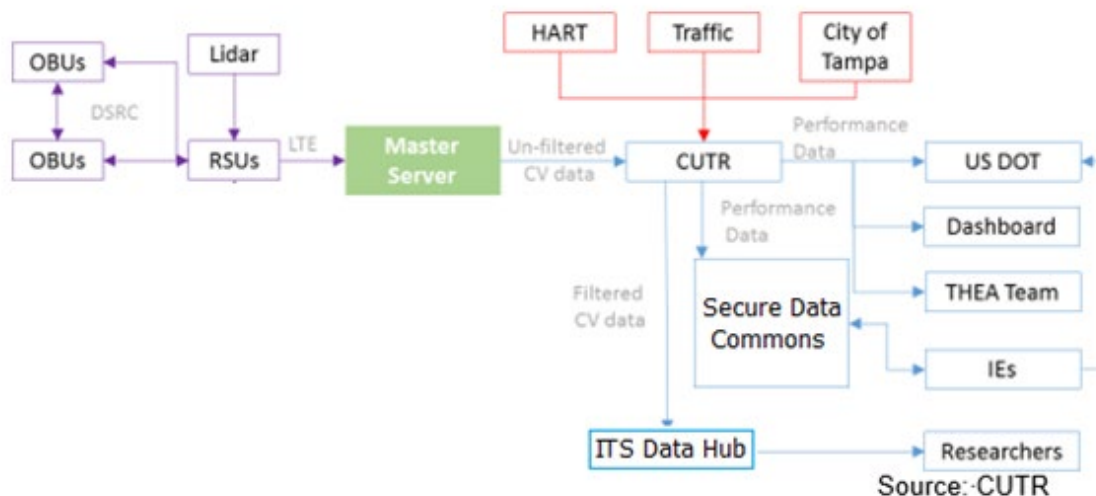 HART
Traffic
City of
Tampa
OBUs
Lidar
DSRC
OBUs
RSUs
LTE
Master
Server
Un-filtered
CV data
CUTR
Performance
Data
US DOT
Performance
Data
Dashboard
Filtered
CV data
Secure Data
Commons
THEA Team
IEs
ITS Data Hub
Researchers
Source:·CUTR